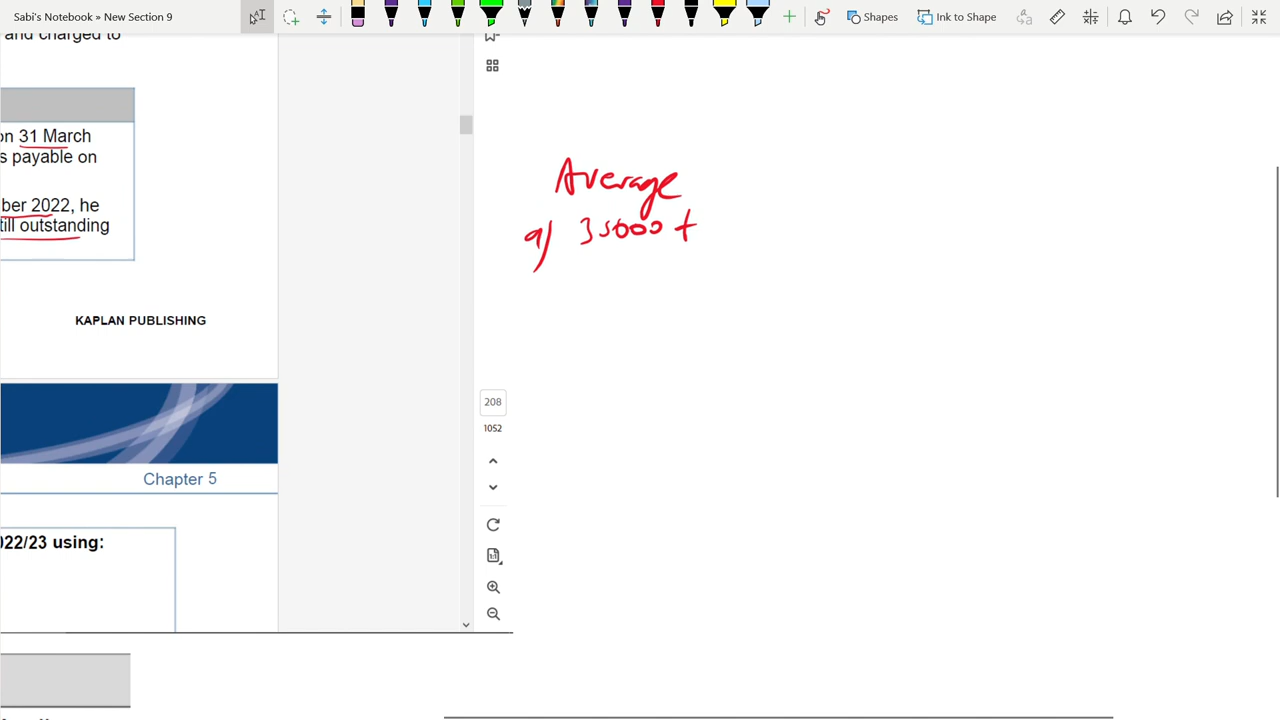 Sabi's Notebook » New Section 9
Shapes
Ink to Shape
and charged to
on 31 March
s payable on
ber 2022, he
till outstanding
KAPLAN PUBLISHING
Chapter 5
022/23 using:
208
1052
Average
a) 35000 +